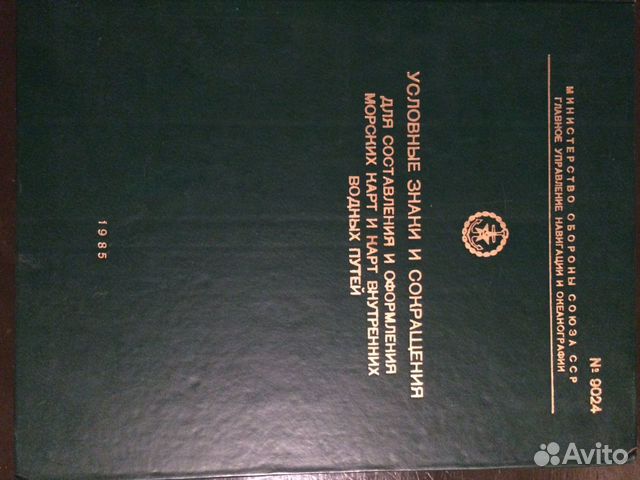 № 9024
МИНИСТЕРСТВО ОБОРОНЫ СОЮЗА ССР
ГЛАВНОЕ УПРАВЛЕНИЕ НАВИГАЦИИ И ОКЕАНОГРАФИИ
УСЛОВНЫЕ ЗНАКИ И СОКРАЩЕНИЯ
ДЛЯ СОСТАВЛЕНИЯ И ОФОРМЛЕНИЯ
МОРСКИХ КАРТ И КАРТ ВНУТРЕННИХ
ВОДНЫХ ПУТЕЙ
1985
Avito